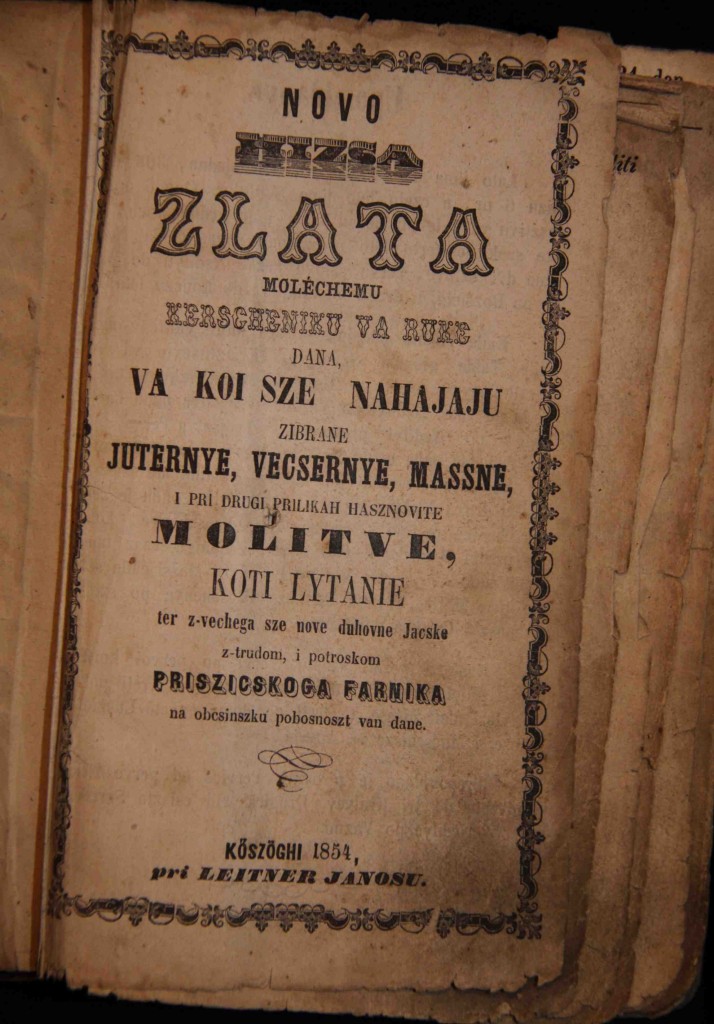 NOVO
HIZSA
ZLATA
MOLÉCHEMU
KERSCHENIKU VA RUKE
DANA,
VA KOI SZE NAHAJAJU
ZIBRANE
JUTERNYE, VECSERNYE, MASSNE,
I PRI DRUGI PRILIKAH HASZNOVITE
MOLITVE,
KOTI LYTANIE
ter z-vechega sze nove duhovne Jacske
z-trudom, i potroskom
PRISZICSKOGA FARNIKA
na obcsinszku pobosnoszt van dane.
KŐSZÖGHI 1854,
pri LEITNER JANOSU.